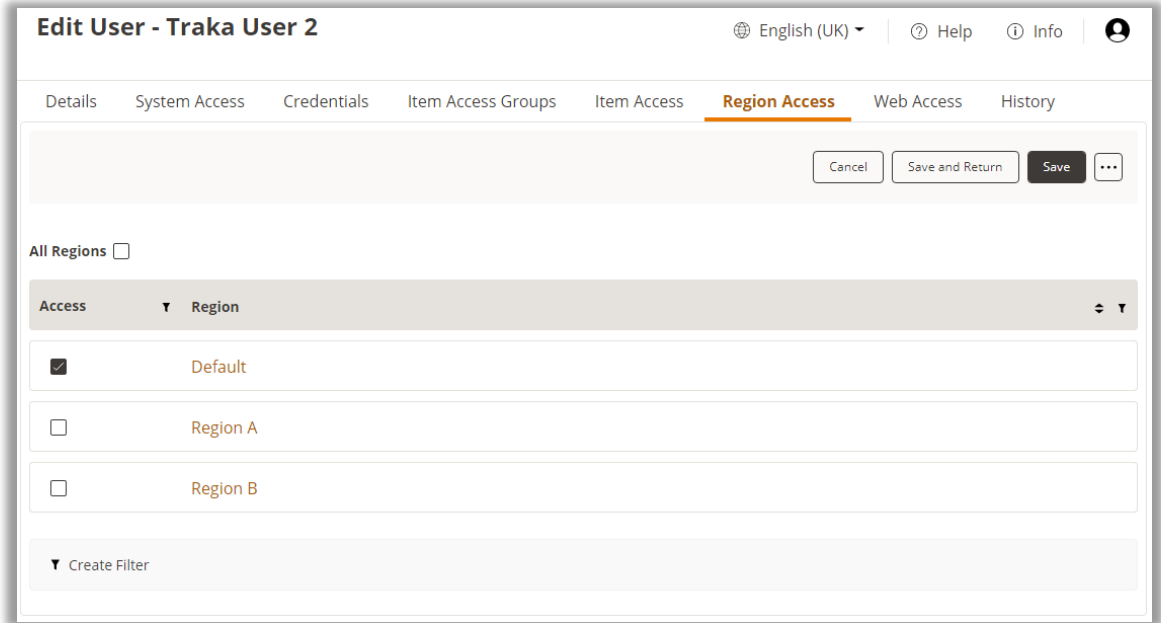 Edit User - Traka User 2
English (UK)
Help
Info
Details System Access Credentials Item Access Groups Item Access Region Access Web Access History
Cancel Save and Return Save ...
All Regions
Access Region
Default
Region A
Region B
Create Filter